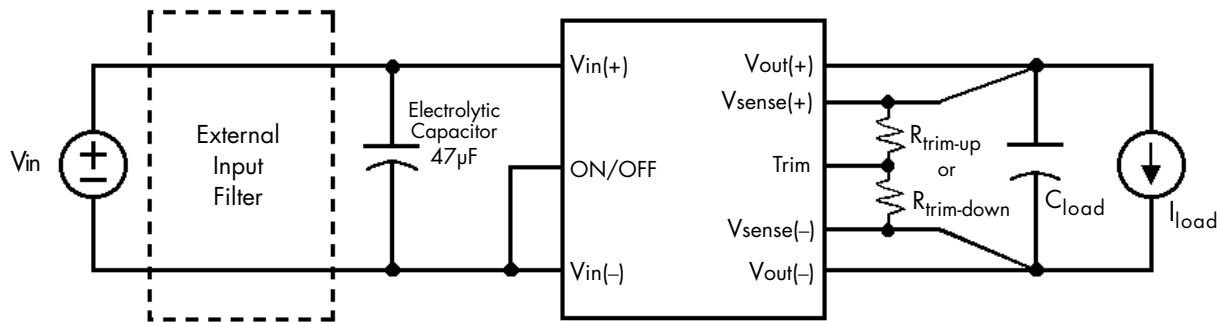 Vin
External
Input
Filter
Electrolytic
Capacitor
47µF
Vin(+)
ON/OFF
Vin(–)
Vout(+)
Vsense(+)
Trim
Vsense(–)
Vout(–)
Rtrim-up
or
Rtrim-down
Cload
Iload